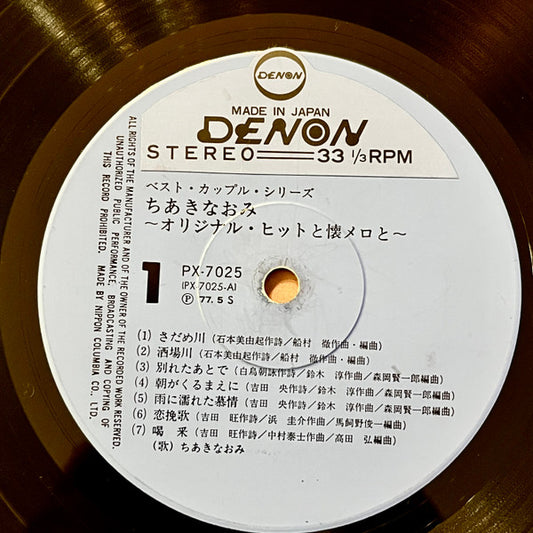 DENON
MADE IN JAPAN
DENON
STEREO 33 1/3 RPM
ベスト・カップル・シリーズ
ちあきなおみ
～オリジナル・ヒットと懐メロと～
1
PX-7025
(PX-7025-A)
Ⓟ 77. 5 S
(1) さだめ川（石本美由起作詩／船村　徹作曲・編曲）
(2) 酒場川（石本美由起作詩／船村　徹作曲・編曲）
(3) 別れたあとで（白鳥朝詠作詩／鈴木　淳作曲／森岡賢一郎編曲）
(4) 朝がくるまえに（吉田　央作詩／鈴木　淳作曲／森岡賢一郎編曲）
(5) 雨に濡れた慕情（吉田　央作詩／鈴木　淳作曲／森岡賢一郎編曲）
(6) 恋挽歌（吉田　旺作詩／浜　圭介作曲／馬飼野俊一編曲）
(7) 喝　采（吉田　旺作詩／中村泰士作曲／高田　弘編曲）
(歌) ちあきなおみ
ALL RIGHTS OF THE MANUFACTURER AND OF THE OWNER OF THE RECORDED WORK RESERVED.
UNAUTHORIZED PUBLIC PERFORMANCE, BROADCASTING AND COPYING OF
THIS RECORD PROHIBITED. MADE BY NIPPON COLUMBIA CO., LTD.